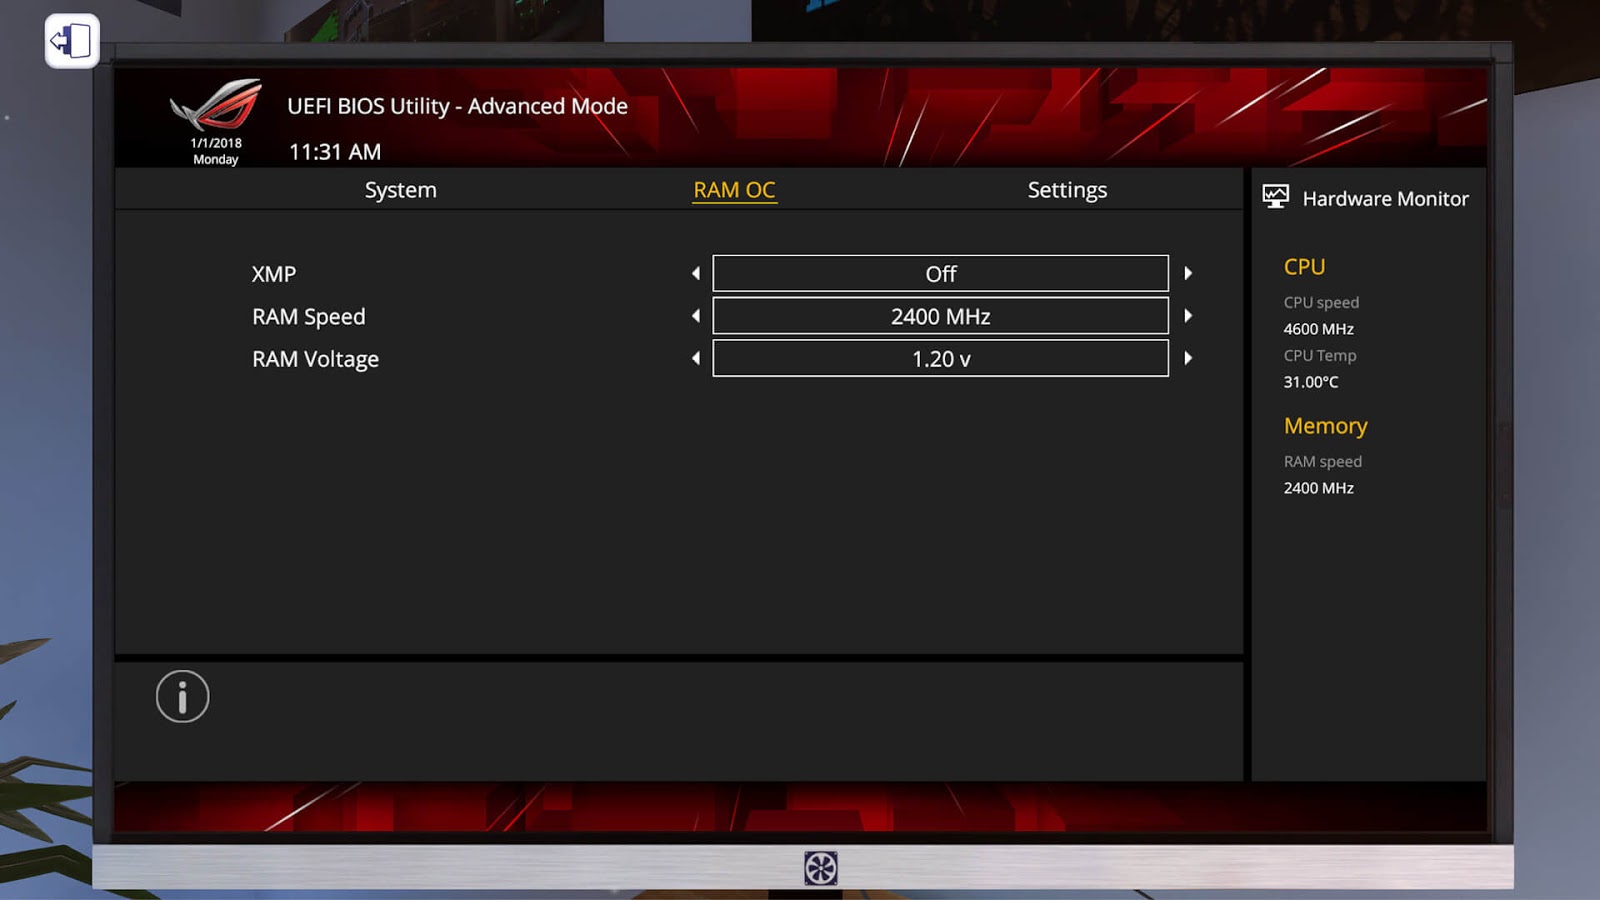 UEFI BIOS Utility - Advanced Mode
1/1/2018
Monday
11:31 AM
System
RAM OC
Settings
XMP
Off
RAM Speed
2400 MHz
RAM Voltage
1.20 v
Hardware Monitor
CPU
CPU speed
4600 MHz
CPU Temp
31.00°C
Memory
RAM speed
2400 MHz